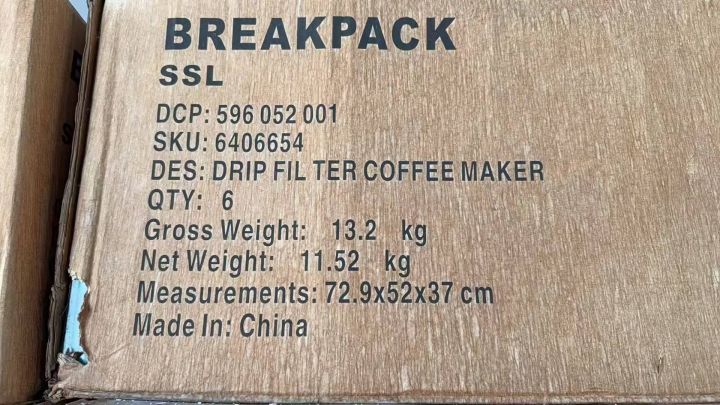 BREAKPACK
SSL
DCP: 596 052 001
SKU: 6406654
DES: DRIP FIL TER COFFEE MAKER
QTY: 6
Gross Weight: 13.2 kg
Net Weight: 11.52 kg
Measurements: 72.9x52x37 cm
Made In: China